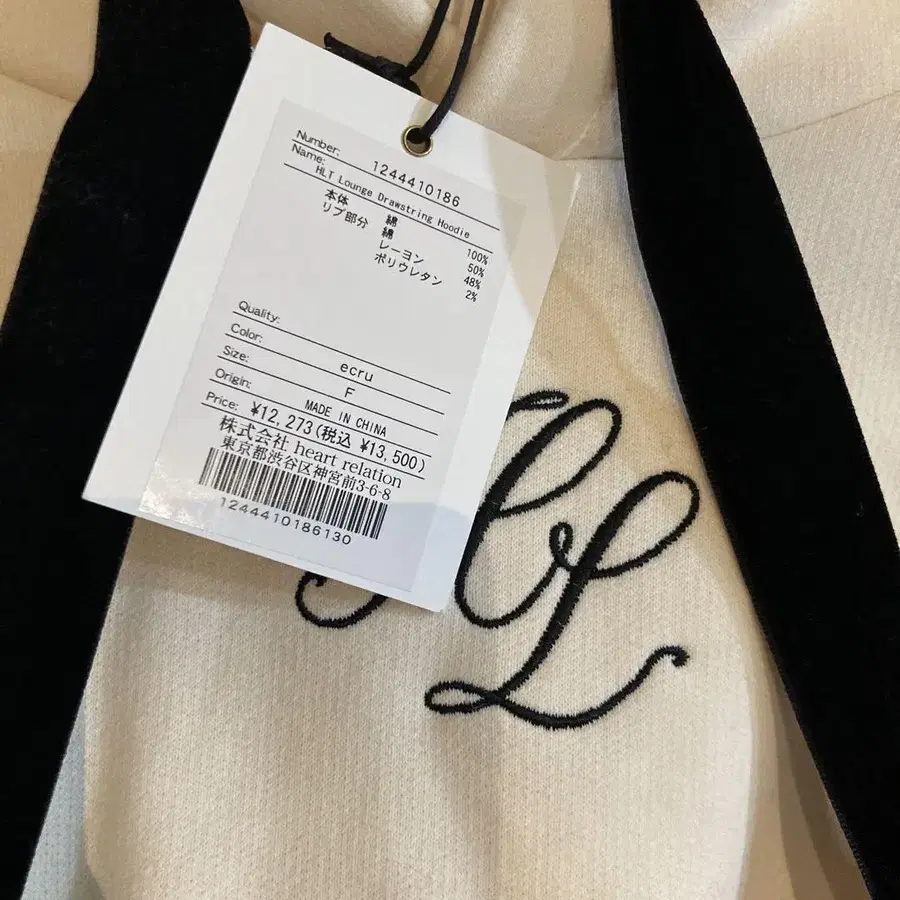 Number: 1244410186
Name: HLT Lounge Drawstring Hoodie
本体 綿 100%
リブ部分 綿 50%
レーヨン 48%
ポリウレタン 2%
Quality:
Color: ecru
Size: F
Origin: MADE IN CHINA
Price: ¥12,273(税込 ¥13,500)
株式会社 heart relation
東京都渋谷区神宮前3-6-8
1244410186130
HL